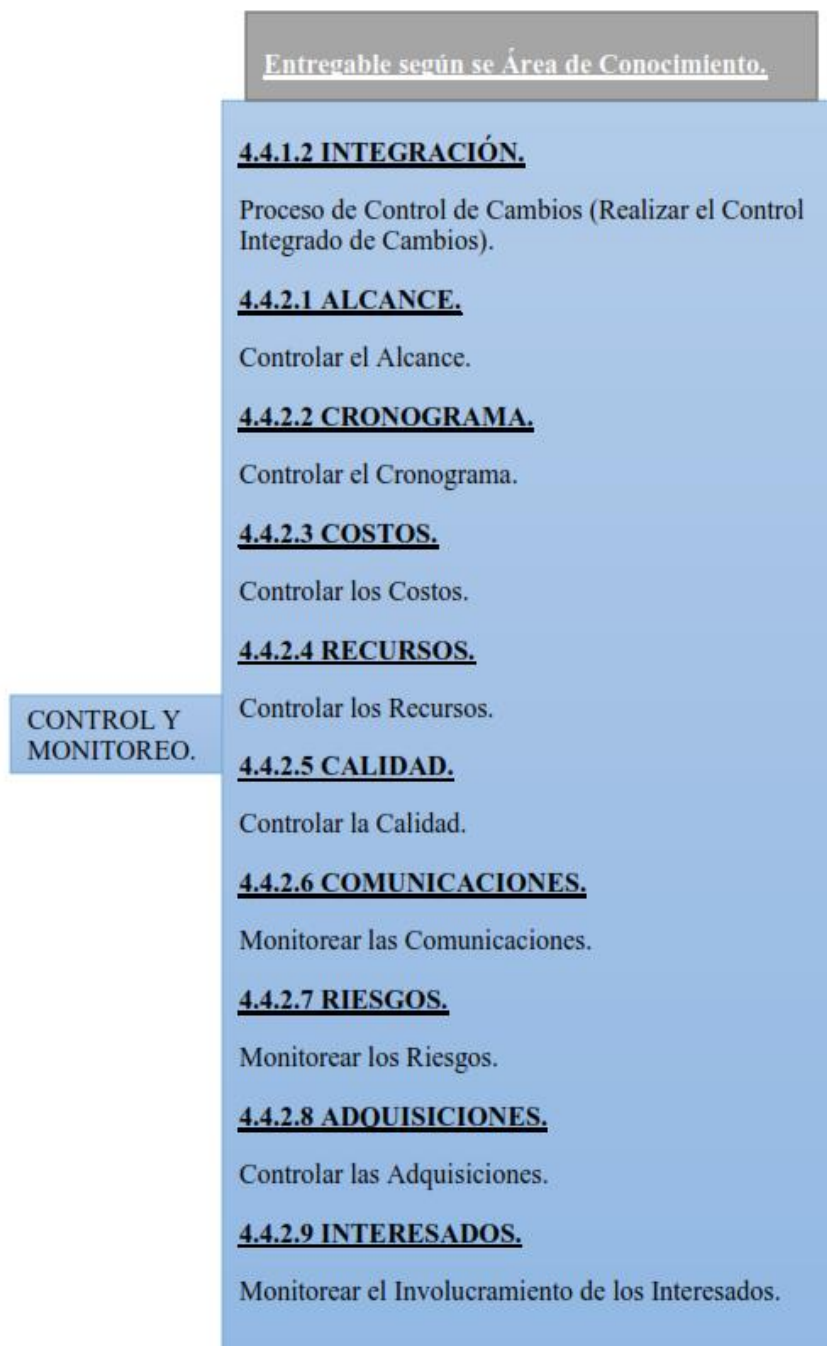 Entregable según se Área de Conocimiento.
4.4.1.2 INTEGRACIÓN.
Proceso de Control de Cambios (Realizar el Control
Integrado de Cambios).
4.4.2.1 ALCANCE.
Controlar el Alcance.
4.4.2.2 CRONOGRAMA.
Controlar el Cronograma.
4.4.2.3 COSTOS.
Controlar los Costos.
4.4.2.4 RECURSOS.
Controlar los Recursos.
CONTROL Y
MONITOREO.
4.4.2.5 CALIDAD.
Controlar la Calidad.
4.4.2.6 COMUNICACIONES.
Monitorear las Comunicaciones.
4.4.2.7 RIESGOS.
Monitorear los Riesgos.
4.4.2.8 ADQUISICIONES.
Controlar las Adquisiciones.
4.4.2.9 INTERESADOS.
Monitorear el Involucramiento de los Interesados.